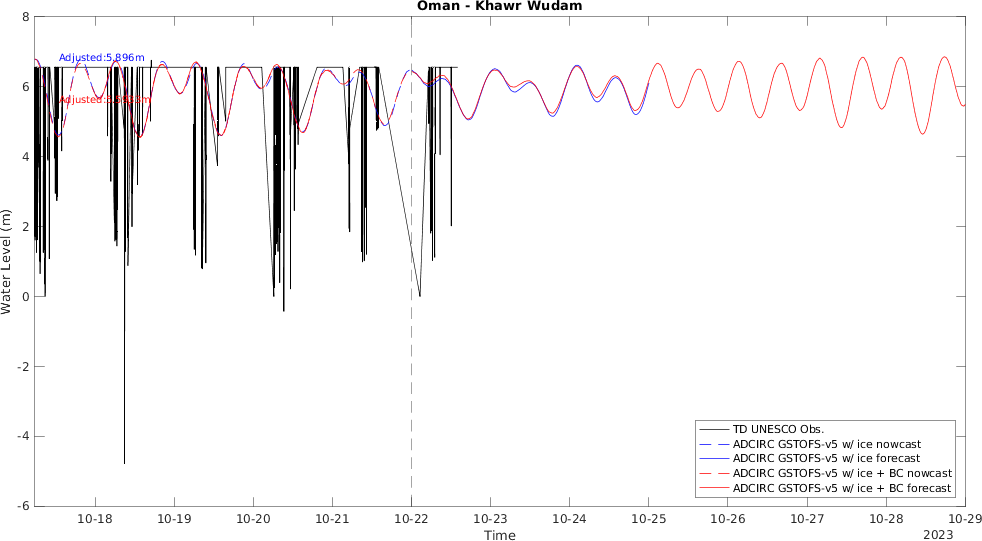 Oman - Khawr Wudam
8
6
4
2
0
-2
-4
-6
Water Level (m)
Adjusted:5.896m
TD UNESCO Obs.
ADCIRC GSTOFS-v5 w/ ice nowcast
ADCIRC GSTOFS-v5 w/ ice forecast
ADCIRC GSTOFS-v5 w/ ice + BC nowcast
ADCIRC GSTOFS-v5 w/ ice + BC forecast
10-18
10-19
10-20
10-21
10-22
10-23
10-24
10-25
10-26
10-27
10-28
10-29
Time
2023